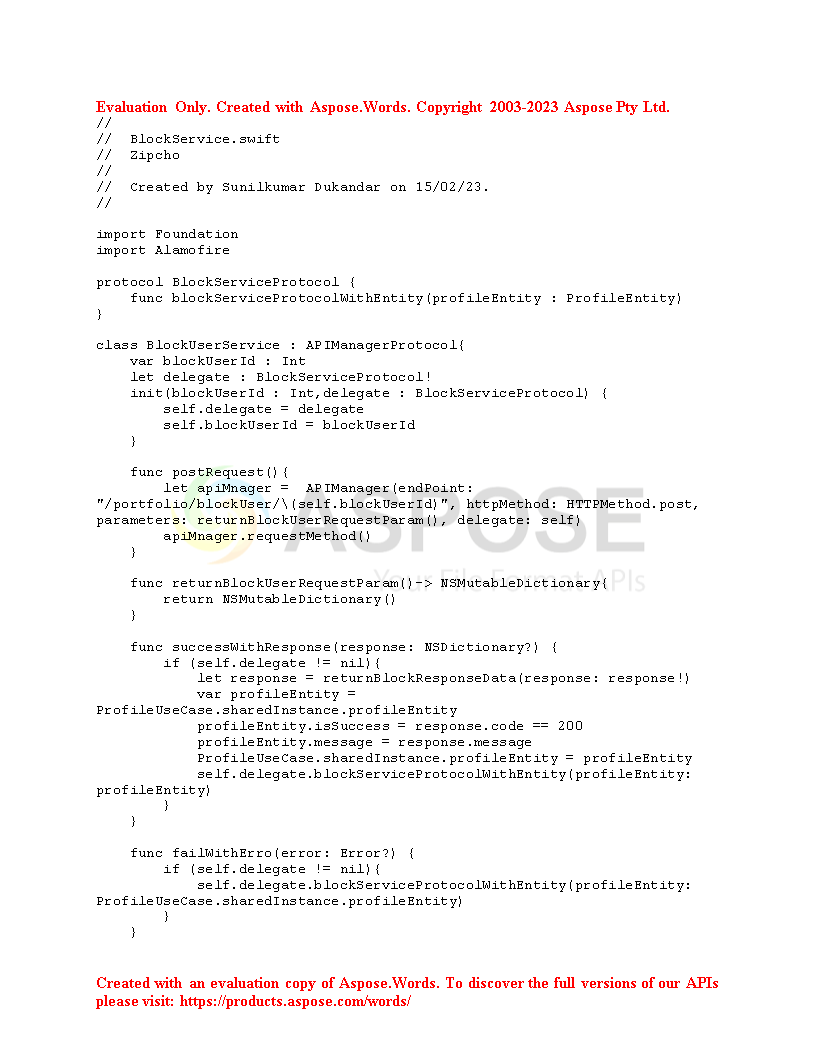 Evaluation Only. Created with Aspose.Words. Copyright 2003-2023 Aspose Pty Ltd.
//
//  BlockService.swift
//  Zipcho
//
//  Created by Sunilkumar Dukandar on 15/02/23.
//

import Foundation
import Alamofire

protocol BlockServiceProtocol {
    func blockServiceProtocolWithEntity(profileEntity : ProfileEntity)
}

class BlockUserService : APIManagerProtocol{
    var blockUserId : Int
    let delegate : BlockServiceProtocol!
    init(blockUserId : Int,delegate : BlockServiceProtocol) {
        self.delegate = delegate
        self.blockUserId = blockUserId
    }

    func postRequest(){
        let apiMnager =  APIManager(endPoint:
"/portfolio/blockUser/\(self.blockUserId)", httpMethod: HTTPMethod.post,
parameters: returnBlockUserRequestParam(), delegate: self)
        apiMnager.requestMethod()
    }

    func returnBlockUserRequestParam()-> NSMutableDictionary{
        return NSMutableDictionary()
    }

    func successWithResponse(response: NSDictionary?) {
        if (self.delegate != nil){
            let response = returnBlockResponseData(response: response!)
            var profileEntity =
ProfileUseCase.sharedInstance.profileEntity
            profileEntity.isSuccess = response.code == 200
            profileEntity.message = response.message
            ProfileUseCase.sharedInstance.profileEntity = profileEntity
            self.delegate.blockServiceProtocolWithEntity(profileEntity:
profileEntity)
        }
    }

    func failWithErro(error: Error?) {
        if (self.delegate != nil){
            self.delegate.blockServiceProtocolWithEntity(profileEntity:
ProfileUseCase.sharedInstance.profileEntity)
        }
    }

ASPOSE
Your File Format APIs
Created with an evaluation copy of Aspose.Words. To discover the full versions of our APIs
please visit: https://products.aspose.com/words/